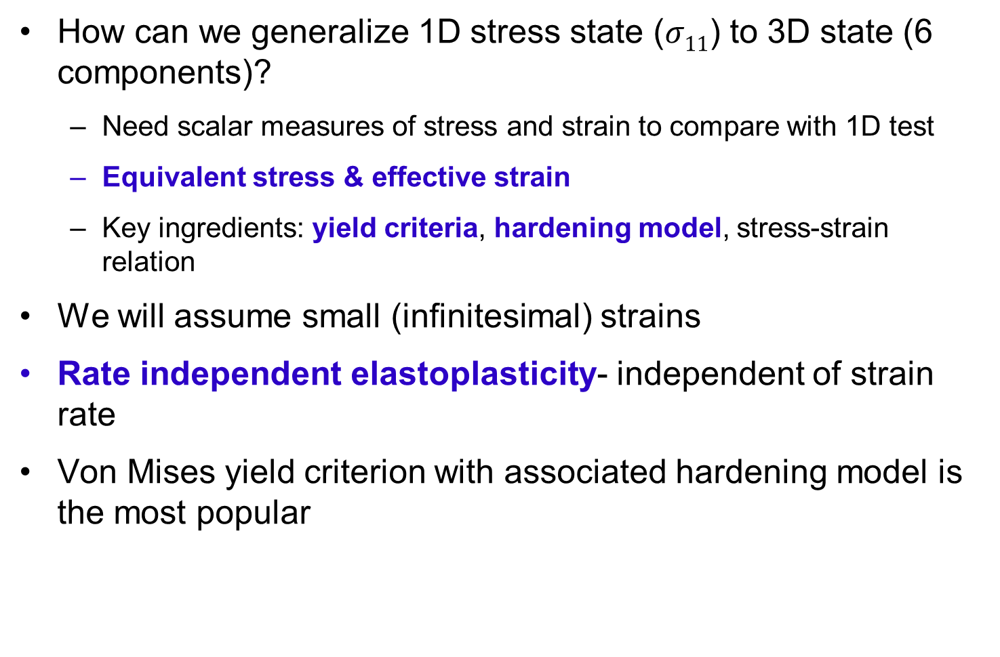 • How can we generalize 1D stress state (σ₁₁) to 3D state (6
components)?
– Need scalar measures of stress and strain to compare with 1D test
– Equivalent stress & effective strain
– Key ingredients: yield criteria, hardening model, stress-strain
relation
• We will assume small (infinitesimal) strains
• Rate independent elastoplasticity- independent of strain
rate
• Von Mises yield criterion with associated hardening model is
the most popular